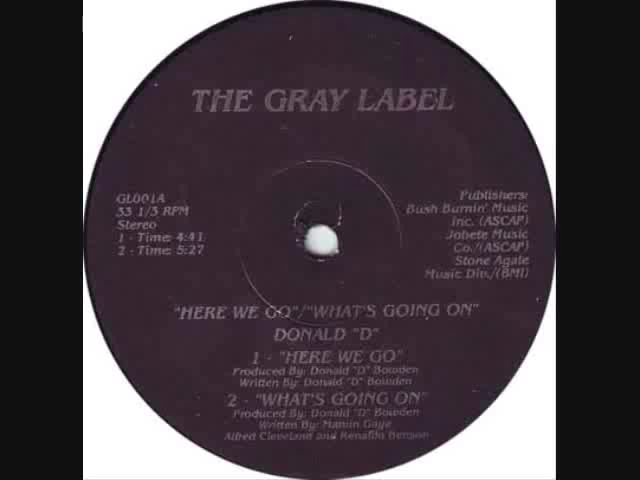 THE GRAY LABEL
GL001A
33 1/3 RPM
Stereo
1 - Time: 4:41
2 - Time: 5:27
Publishers:
Bush Burnin' Music
Inc. (ASCAP)
Jobete Music
Co./(ASCAP)
Stone Agate
Music Div./(BMI)
"HERE WE GO"/"WHAT'S GOING ON"
DONALD "D"
1 - "HERE WE GO"
Produced By: Donald "D" Bowden
Written By: Donald "D" Bowden
2 - "WHAT'S GOING ON"
Produced By: Donald "D" Bowden
Written By: Marvin Gaye
Alfred Cleveland and Renaldo Benson